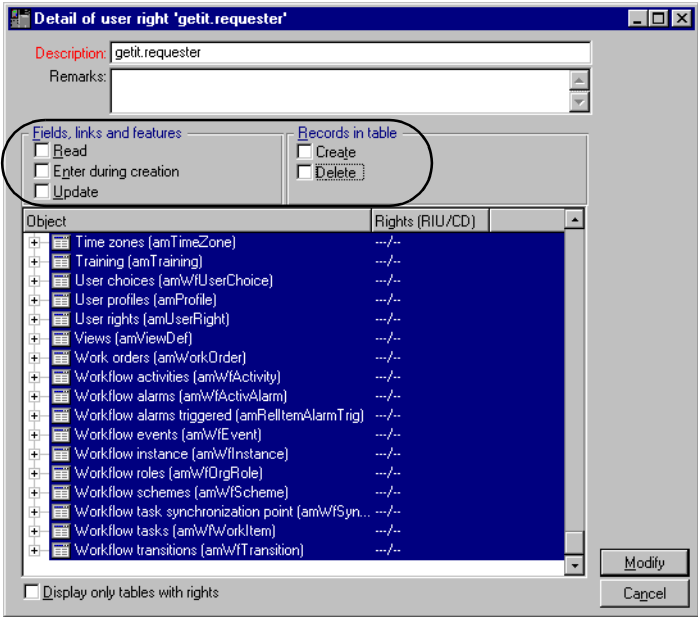 Detail of user right 'getit.requester'
Description: getit.requester
Remarks:
Fields, links and features
Records in table
Read
Create
Enter during creation
Delete
Update
Object Rights (RIU/CD)
Time zones (amTimeZone) ---/--
Training (amTraining) ---/--
User choices (amWfUserChoice) ---/--
User profiles (amProfile) ---/--
User rights (amUserRight) ---/--
Views (amViewDef) ---/--
Work orders (amWorkOrder) ---/--
Workflow activities (amWfActivity) ---/--
Workflow alarms (amWfActivAlarm) ---/--
Workflow alarms triggered (amRelItemAlarmTrig) ---/--
Workflow events (amWfEvent) ---/--
Workflow instance (amWfInstance) ---/--
Workflow roles (amWfOrgRole) ---/--
Workflow schemes (amWfScheme) ---/--
Workflow task synchronization point (amWfSyn... ---/--
Workflow tasks (amWfWorkItem) ---/--
Workflow transitions (amWfTransition) ---/--
Modify
Display only tables with rights
Cancel